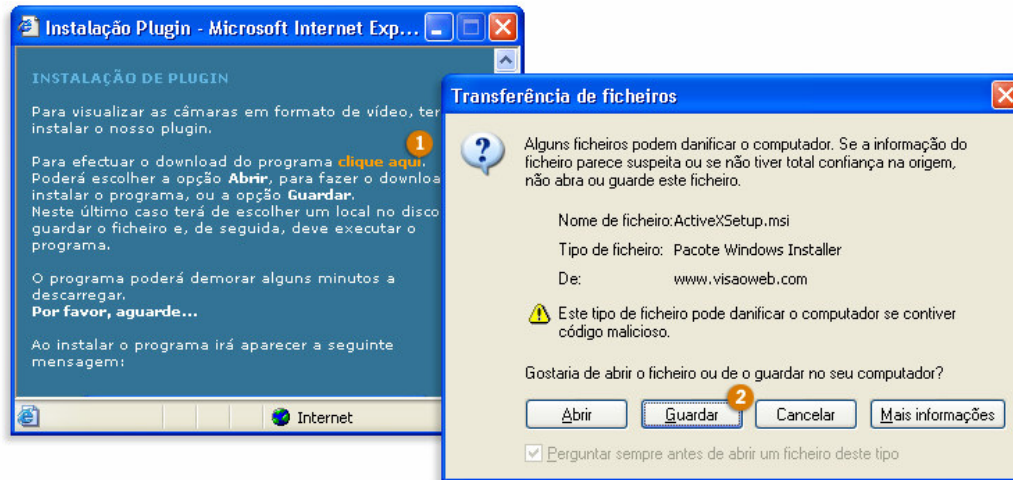 Instalação Plugin - Microsoft Internet Exp...
INSTALAÇÃO DE PLUGIN
Para visualizar as câmaras em formato de vídeo, ter
instalar o nosso plugin.
1
Para efectuar o download do programa clique aqui.
Poderá escolher a opção Abrir, para fazer o downloa
instalar o programa, ou a opção Guardar.
Neste último caso terá de escolher um local no disco
guardar o ficheiro e, de seguida, deve executar o
programa.
O programa poderá demorar alguns minutos a
descarregar.
Por favor, aguarde...
Ao instalar o programa irá aparecer a seguinte
mensagem:
Internet
Transferência de ficheiros
Alguns ficheiros podem danificar o computador. Se a informação do
ficheiro parece suspeita ou se não tiver total confiança na origem,
não abra ou guarde este ficheiro.
Nome de ficheiro:ActiveXSetup.msi
Tipo de ficheiro: Pacote Windows Installer
De: www.visaoweb.com
Este tipo de ficheiro pode danificar o computador se contiver
código malicioso.
Gostaria de abrir o ficheiro ou de o guardar no seu computador?
2
Abrir Guardar Cancelar Mais informações
Perguntar sempre antes de abrir um ficheiro deste tipo